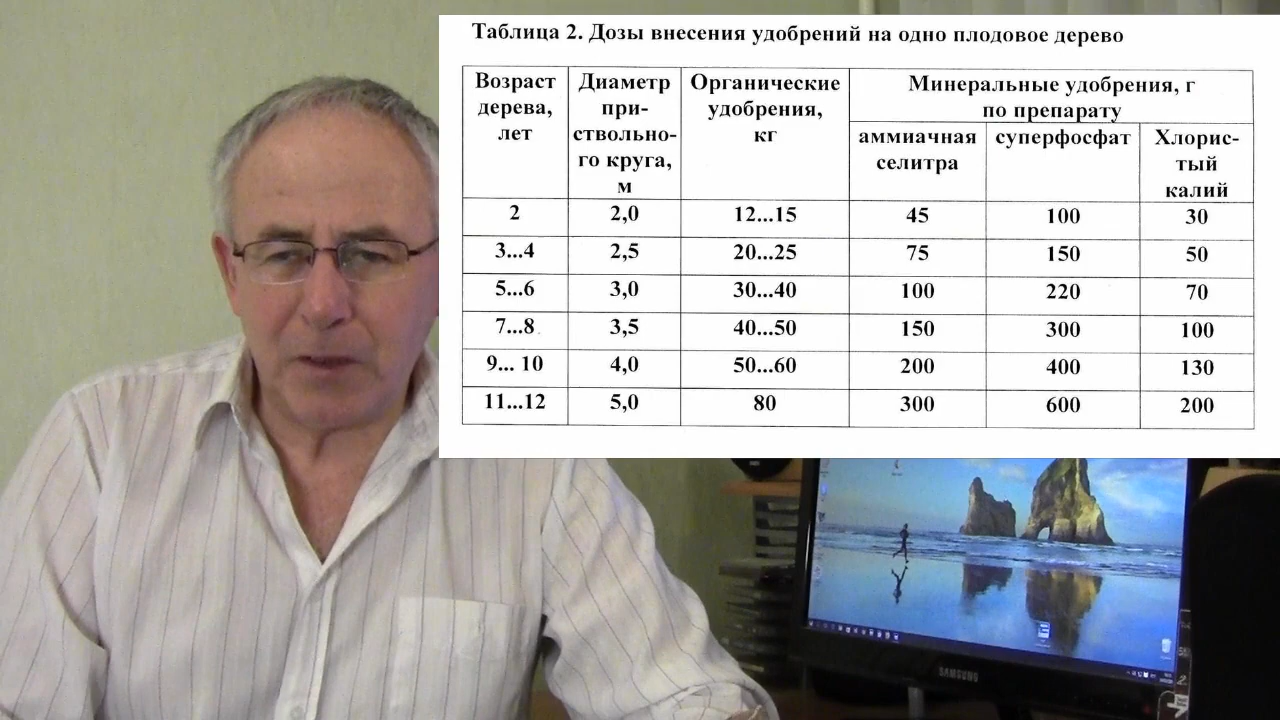 Таблица 2. Дозы внесения удобрений на одно плодовое дерево
Возраст дерева, лет
Диаметр при-
ствольно-
го круга, м
Органические удобрения, кг
Минеральные удобрения, г
по препарату
аммиачная селитра
суперфосфат
Хлорис-
тый
калий
2 2,0 12...15 45 100 30
3...4 2,5 20...25 75 150 50
5...6 3,0 30...40 100 220 70
7...8 3,5 40...50 150 300 100
9... 10 4,0 50...60 200 400 130
11...12 5,0 80 300 600 200
SAMSUNG